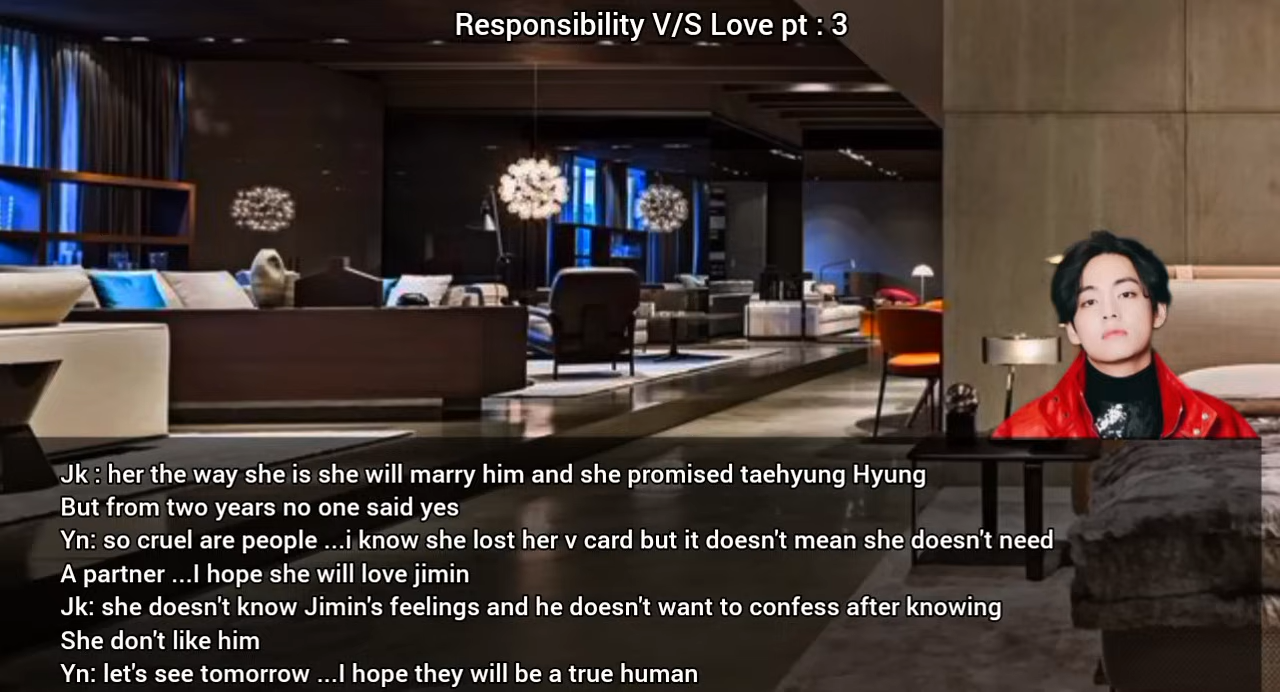 Responsibility V/S Love pt : 3
Jk : her the way she is she will marry him and she promised taehyung Hyung
But from two years no one said yes
Yn: so cruel are people ...i know she lost her v card but it doesn't mean she doesn't need
A partner ...I hope she will love jimin
Jk: she doesn't know Jimin's feelings and he doesn't want to confess after knowing
She don't like him
Yn: let's see tomorrow ...I hope they will be a true human